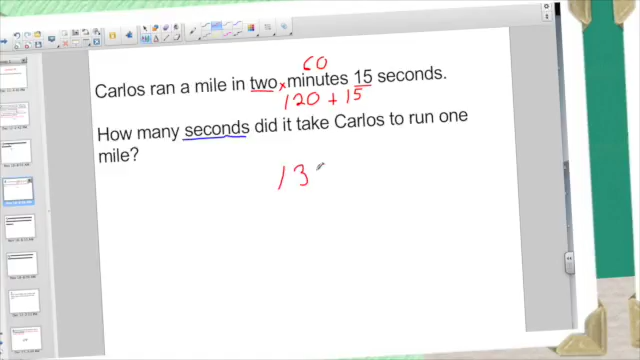 60
Carlos ran a mile in two × minutes 15 seconds.
120 + 15
How many seconds did it take Carlos to run one
mile?
13